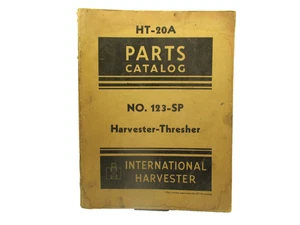 HT-20A
PARTS
CATALOG
NO. 123-SP
Harvester-Thresher
INTERNATIONAL
HARVESTER